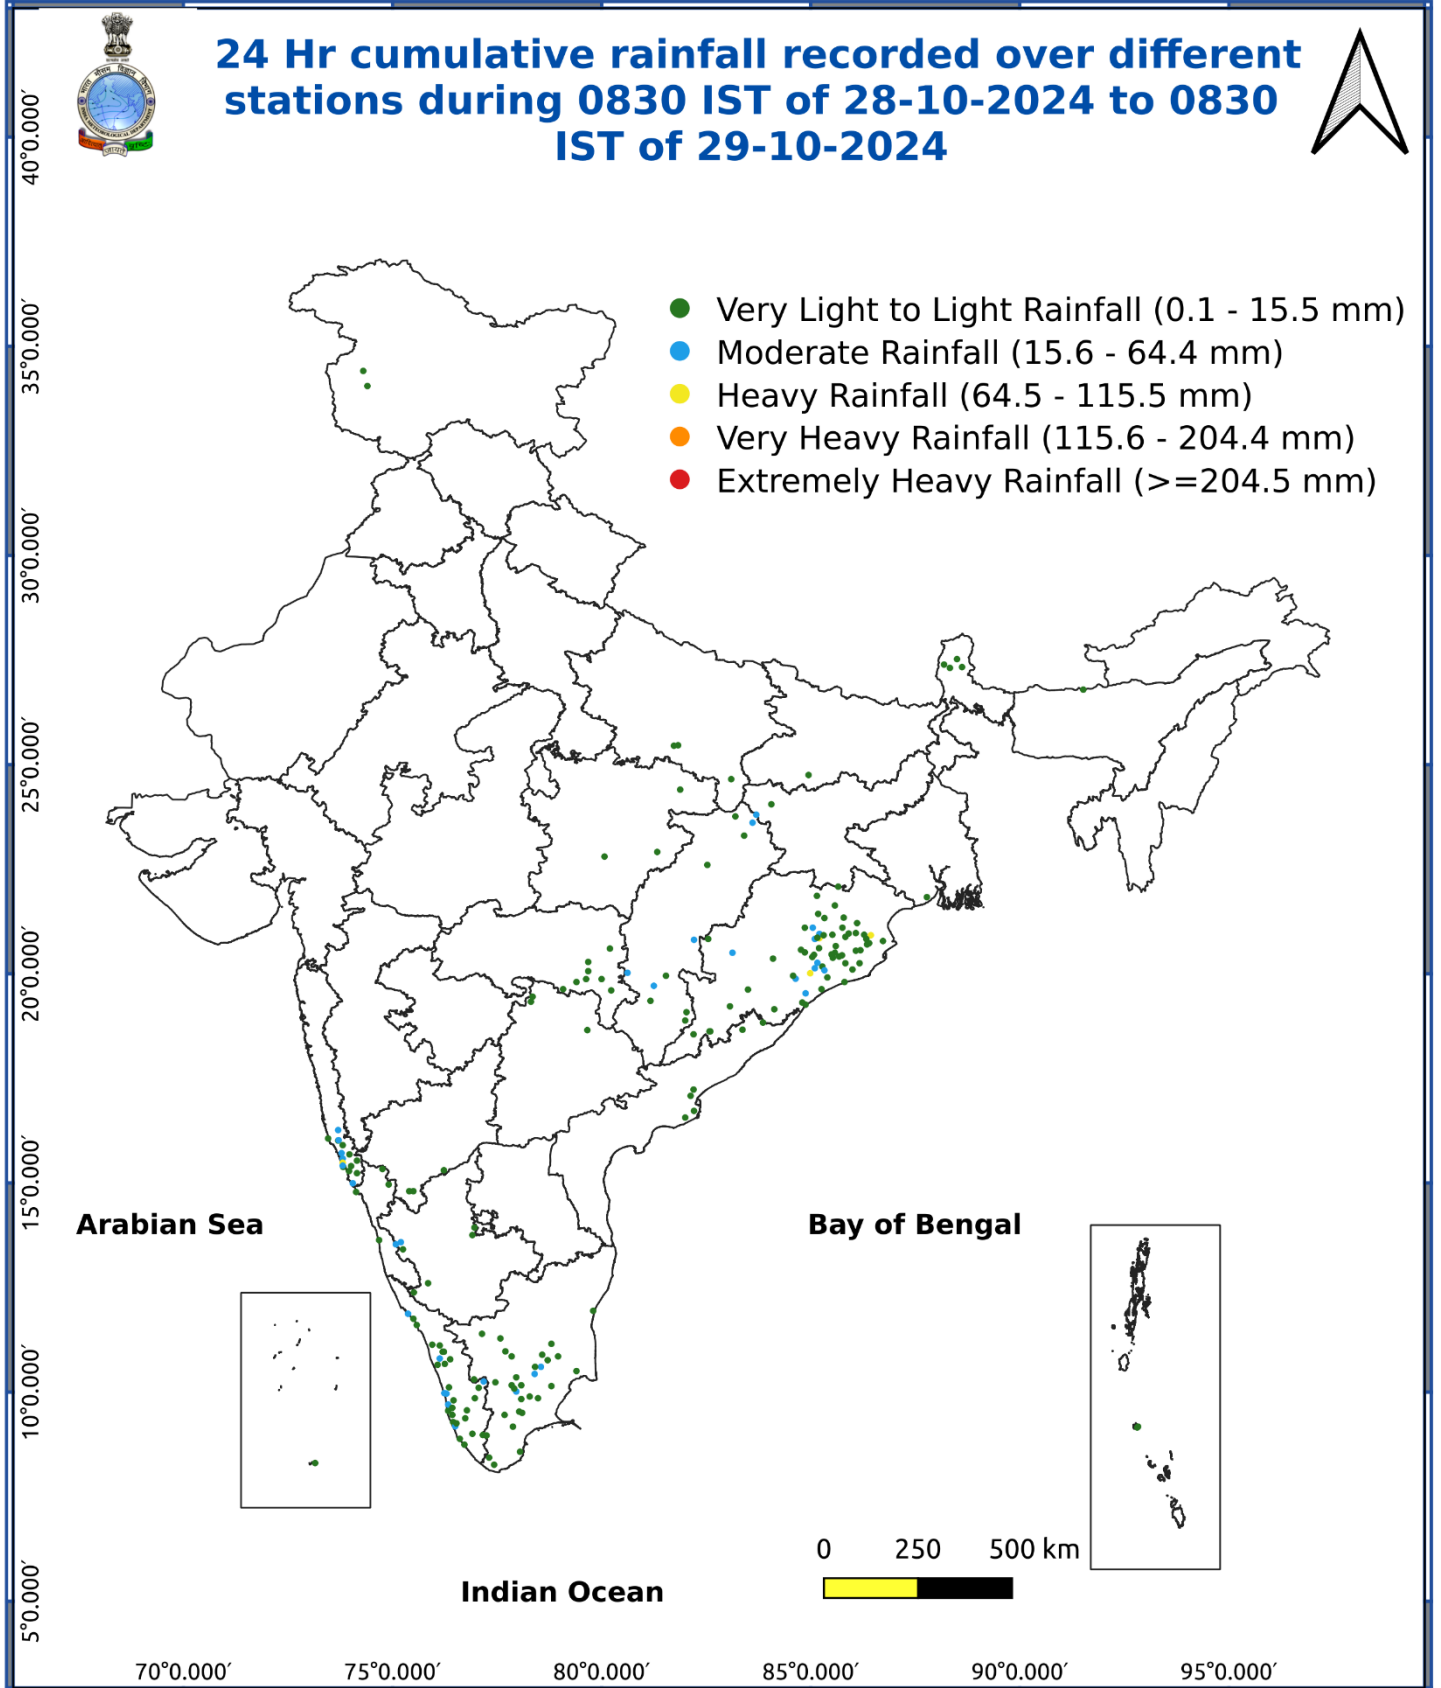 24 Hr cumulative rainfall recorded over different
stations during 0830 IST of 28-10-2024 to 0830
IST of 29-10-2024
Very Light to Light Rainfall (0.1 - 15.5 mm)
Moderate Rainfall (15.6 - 64.4 mm)
Heavy Rainfall (64.5 - 115.5 mm)
Very Heavy Rainfall (115.6 - 204.4 mm)
Extremely Heavy Rainfall (>=204.5 mm)
40°0.000′
35°0.000′
30°0.000′
25°0.000′
20°0.000′
15°0.000′
10°0.000′
5°0.000′
Arabian Sea
Bay of Bengal
Indian Ocean
0 250 500 km
70°0.000′ 75°0.000′ 80°0.000′ 85°0.000′ 90°0.000′ 95°0.000′